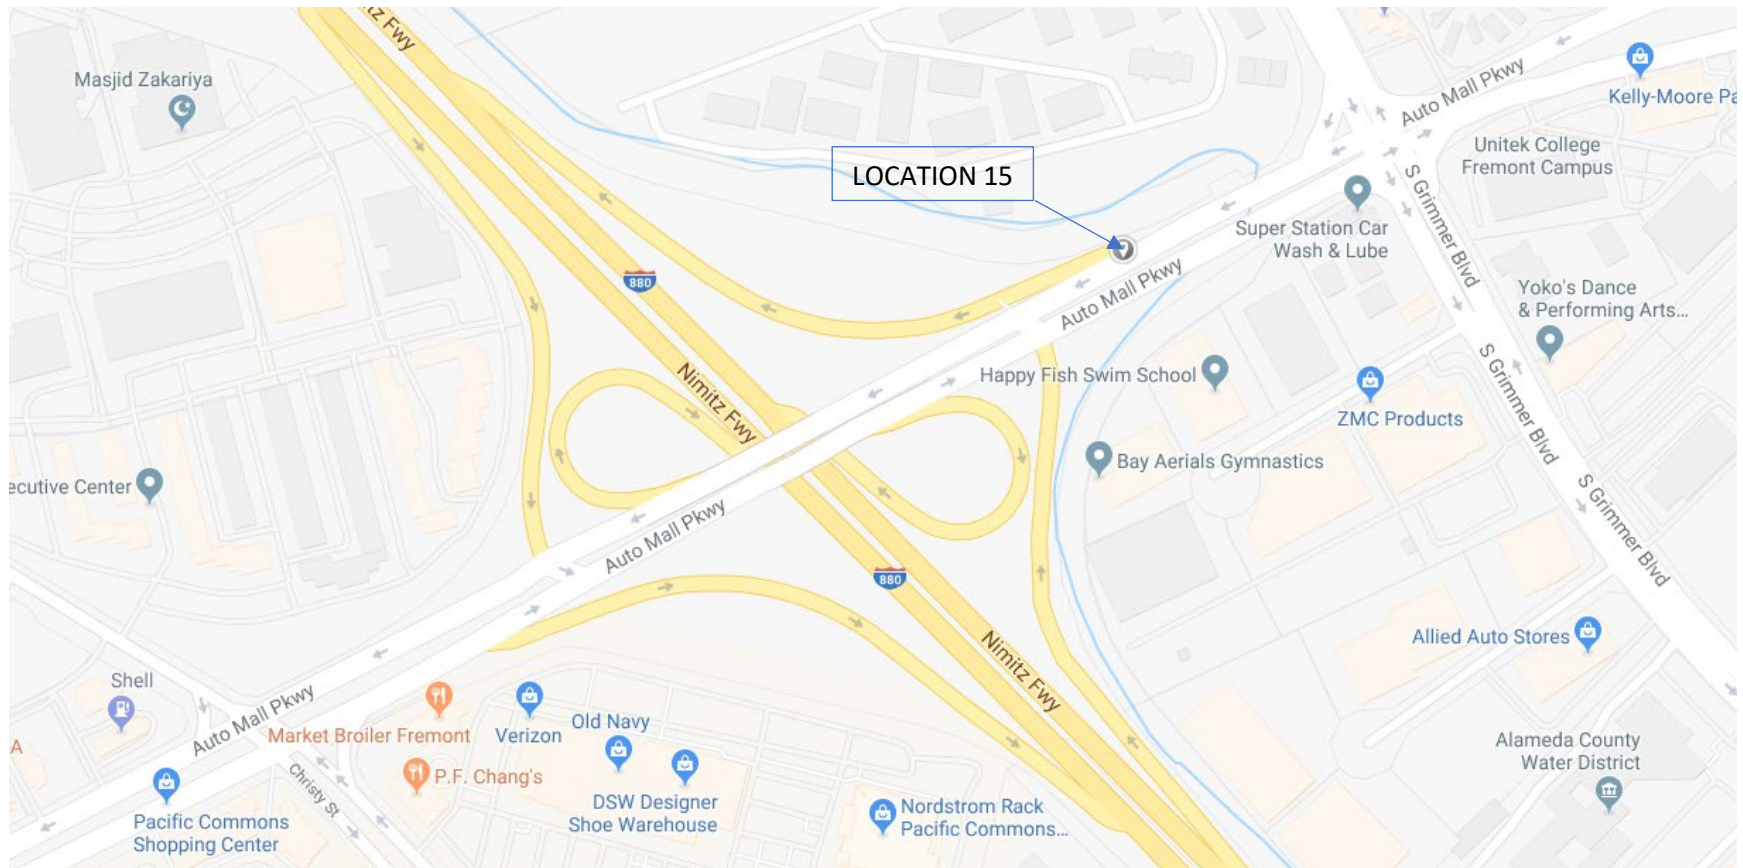 tz Fwy
Masjid Zakariya
Auto Mall Pkwy
Kelly-Moore Pa
Unitek College
Fremont Campus
LOCATION 15
S Grimmer Blvd
Super Station Car
Wash & Lube
880
Auto Mall Pkwy
Yoko's Dance
& Performing Arts...
Nimitz Fwy
Happy Fish Swim School
S Grimmer Blvd
ZMC Products
Bay Aerials Gymnastics
ecutive Center
Auto Mall Pkwy
S Grimmer Blvd
880
Allied Auto Stores
Nimitz Fwy
Shell
Auto Mall Pkwy
Market Broiler Fremont
Verizon
Old Navy
A
P.F. Chang's
Christy St
DSW Designer
Shoe Warehouse
Alameda County
Water District
Pacific Commons
Shopping Center
Nordstrom Rack
Pacific Commons...